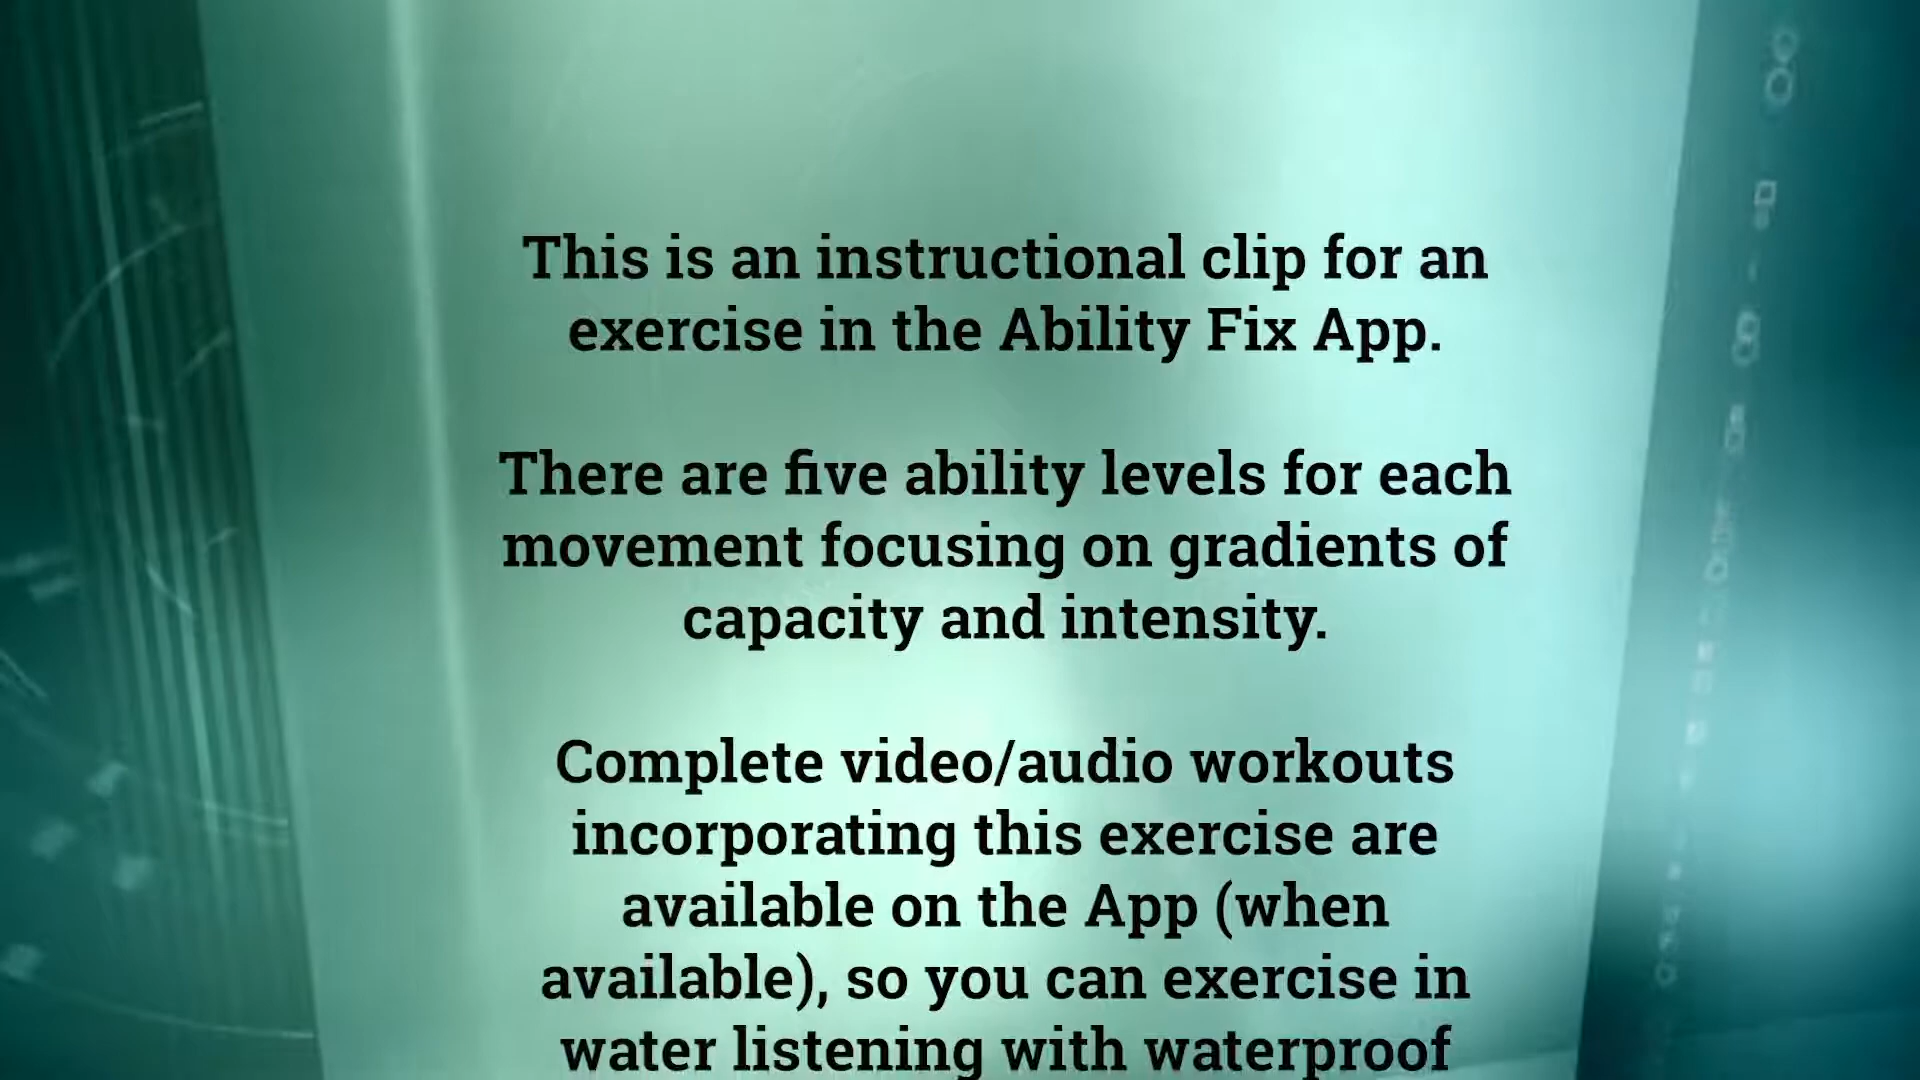 This is an instructional clip for an
exercise in the Ability Fix App.
There are five ability levels for each
movement focusing on gradients of
capacity and intensity.
Complete video/audio workouts
incorporating this exercise are
available on the App (when
available), so you can exercise in
water listening with waterproof